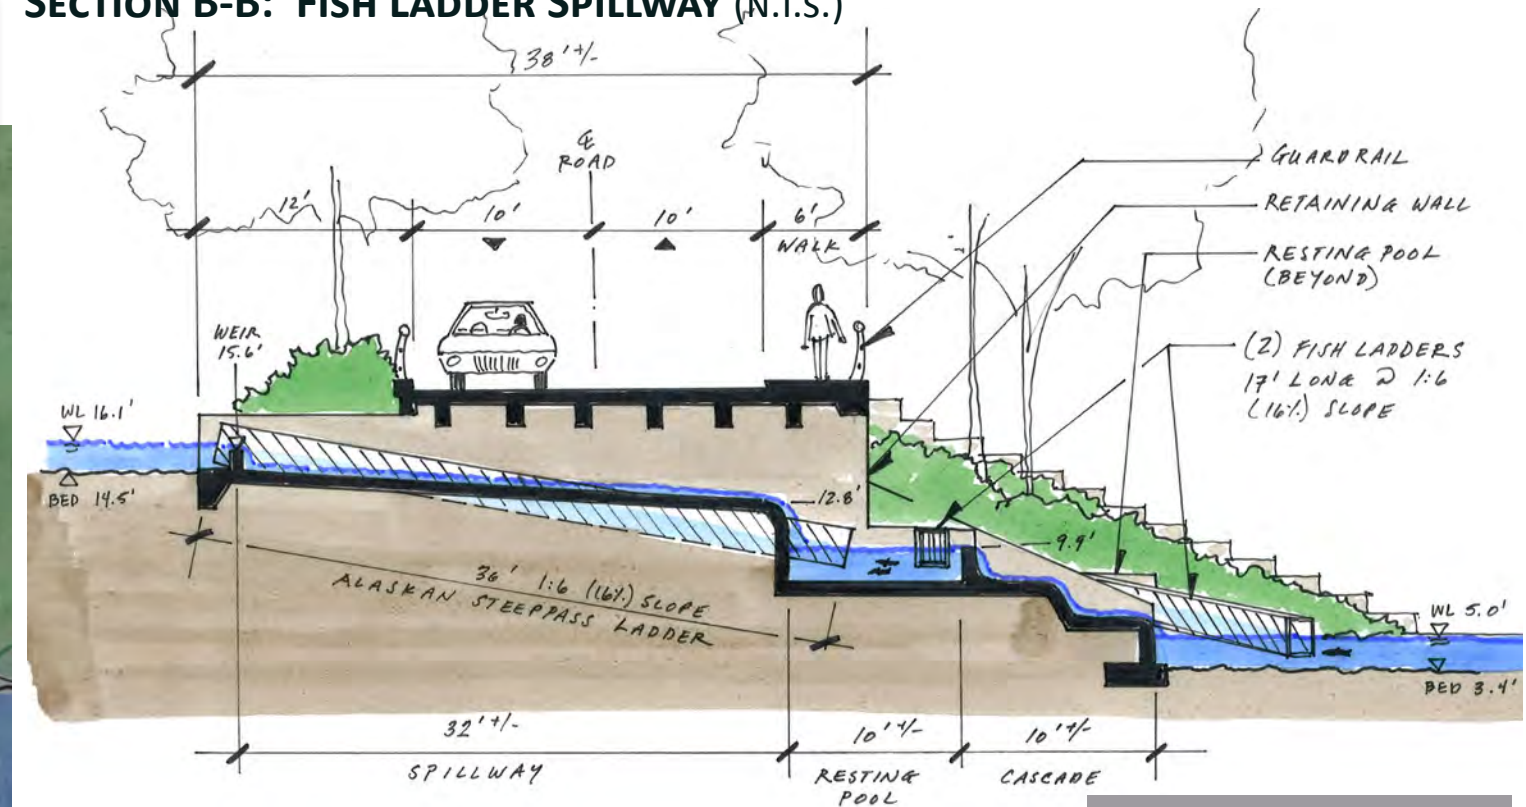 SECTION B-B: FISH LADDER SPILLWAY (N.T.S.)
38'+/-
℄
ROAD
12'
10'
10'
6'
WALK
GUARDRAIL
RETAINING WALL
RESTING POOL
(BEYOND)
(2) FISH LADDERS
17' LONG @ 1:6
(16%) SLOPE
WEIR
15.6'
WL 16.1'
BED 14.5'
12.8'
9.9'
36' 1:6 (16%) SLOPE
ALASKAN STEEPPASS LADDER
WL 5.0'
BED 3.4'
32'+/-
SPILLWAY
10'+/-
RESTING
POOL
10'+/-
CASCADE